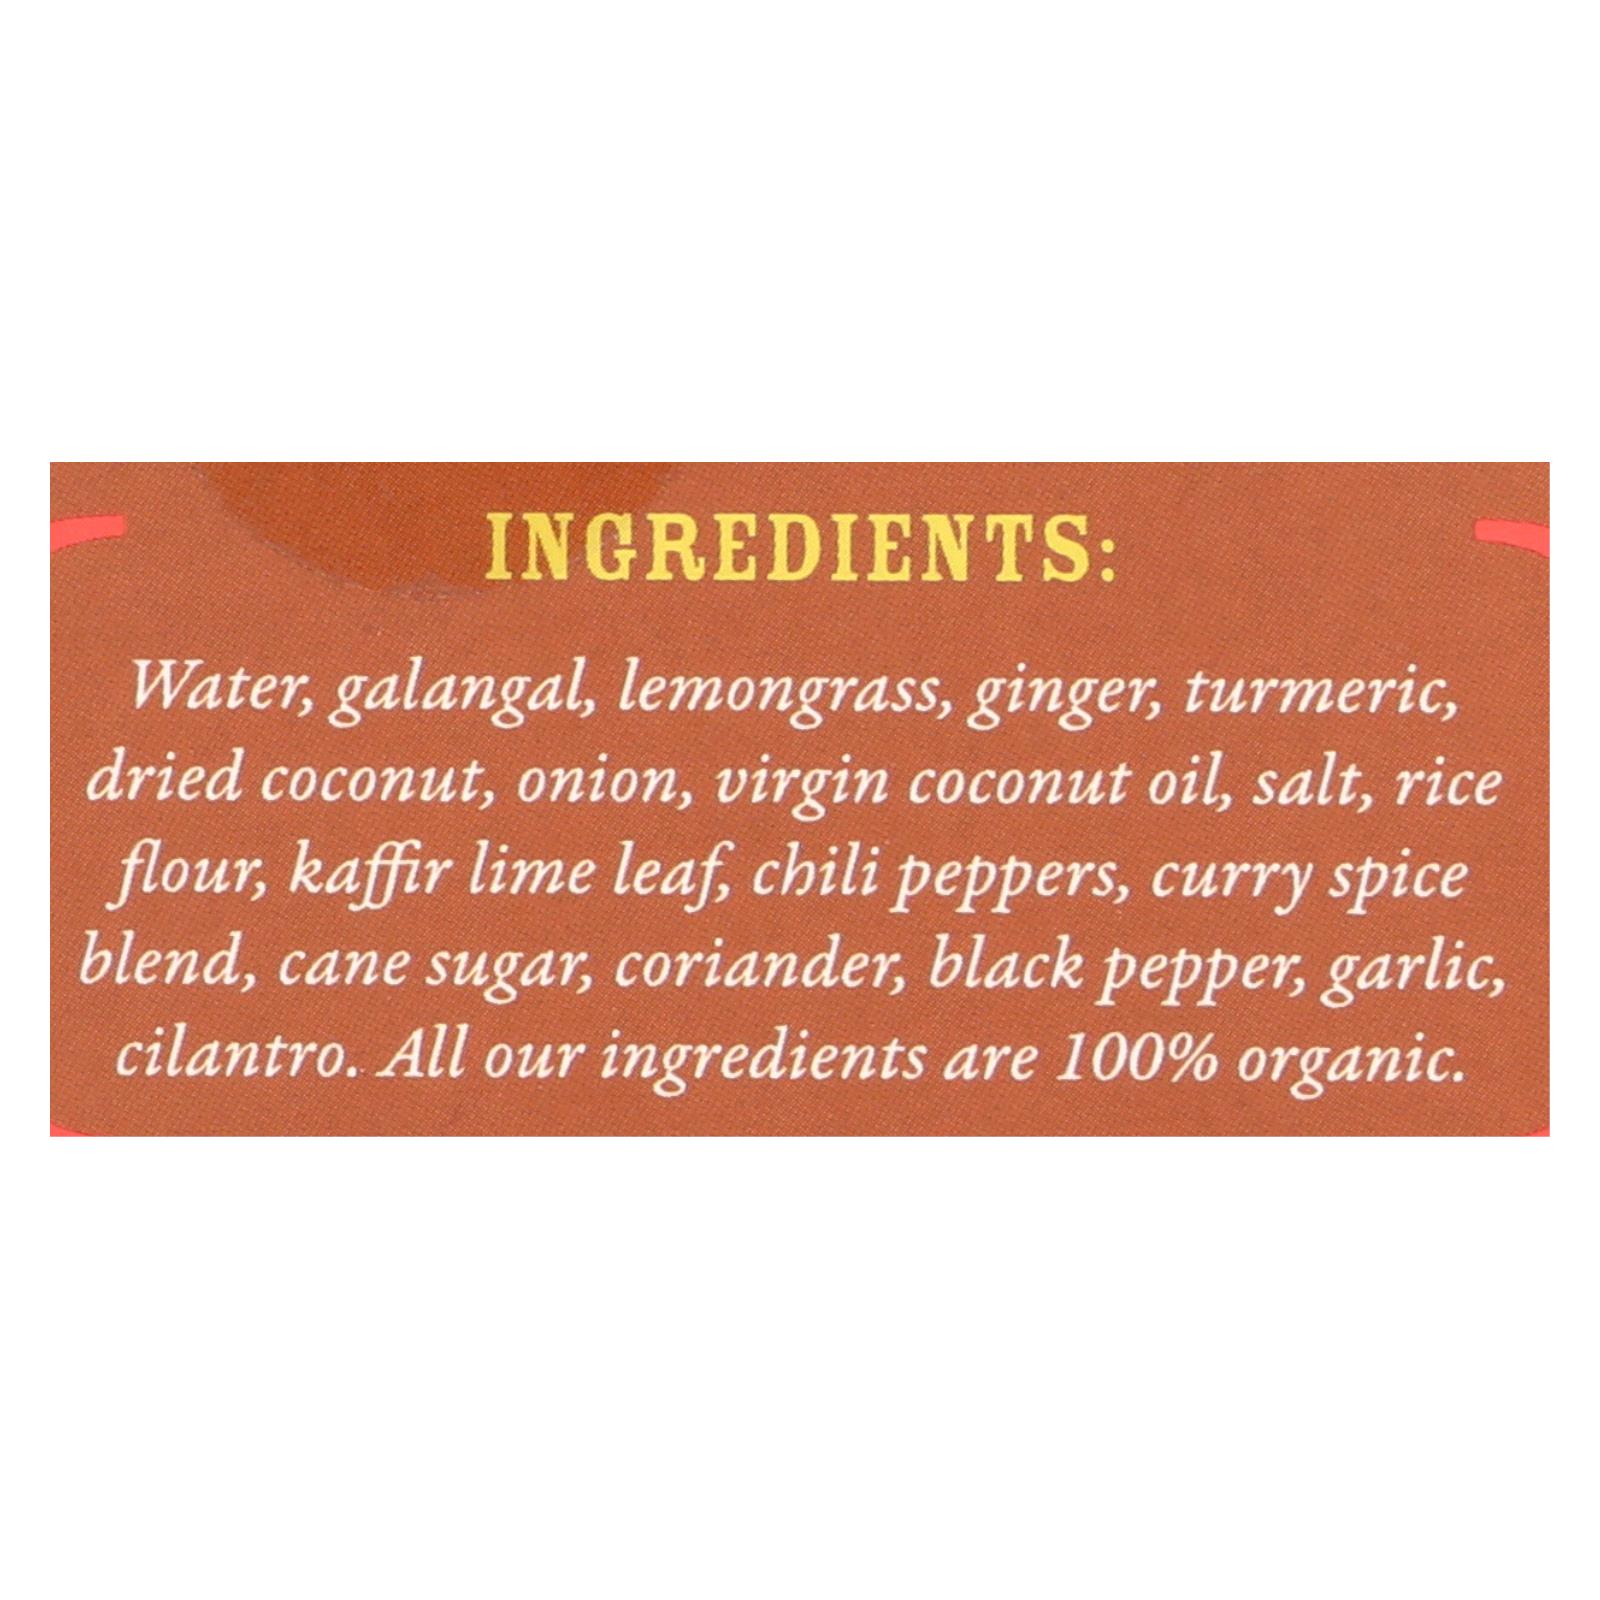 INGREDIENTS:
Water, galangal, lemongrass, ginger, turmeric,
dried coconut, onion, virgin coconut oil, salt, rice
flour, kaffir lime leaf, chili peppers, curry spice
blend, cane sugar, coriander, black pepper, garlic,
cilantro. All our ingredients are 100% organic.